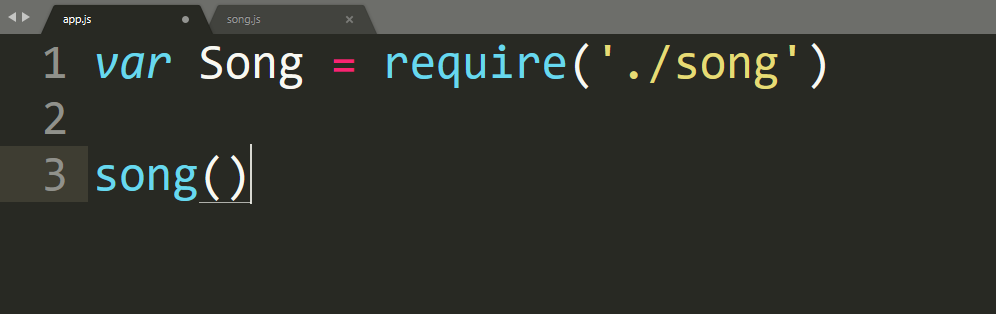 app.js song.js
1 var Song = require('./song')
2
3 song()